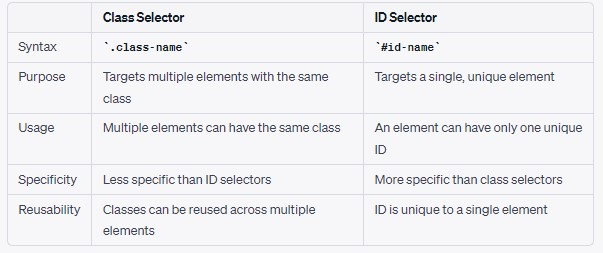 Class Selector ID Selector
Syntax `.class-name` `#id-name`
Purpose Targets multiple elements with the same Targets a single, unique element
class
Usage Multiple elements can have the same class An element can have only one unique
ID
Specificity Less specific than ID selectors More specific than class selectors
Reusability Classes can be reused across multiple ID is unique to a single element
elements